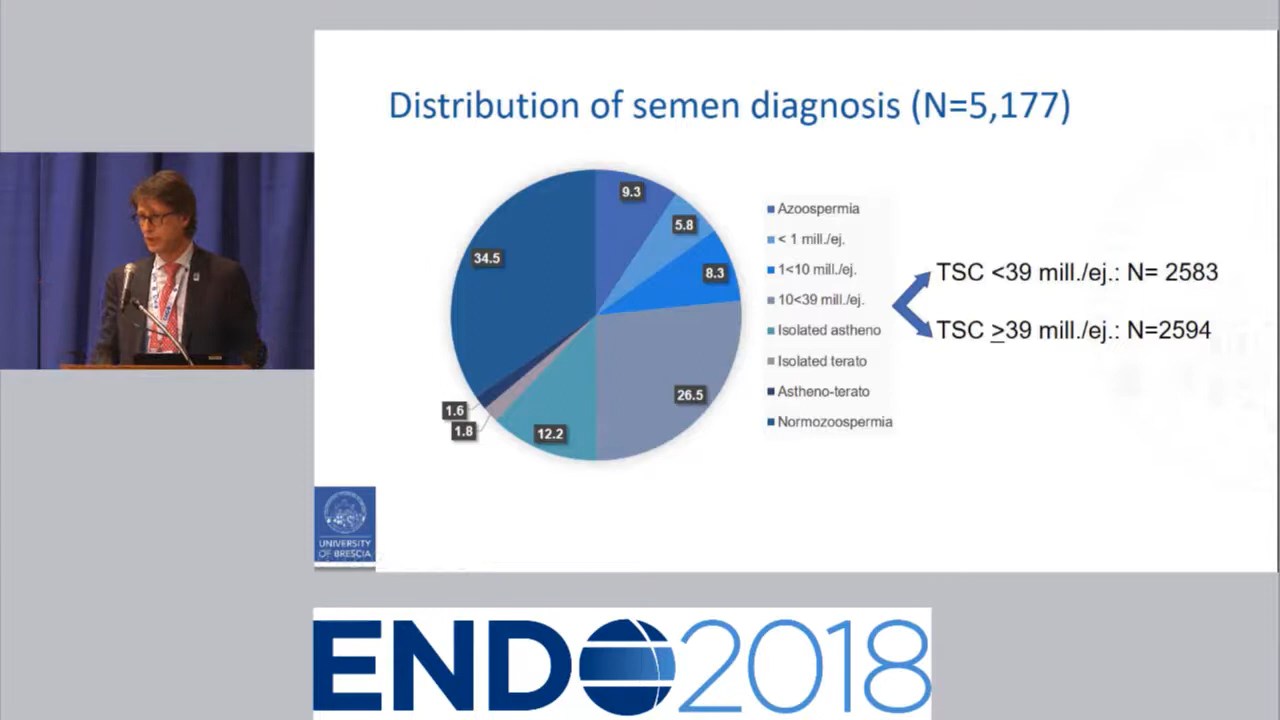 Distribution of semen diagnosis (N=5,177)
9.3
5.8
8.3
26.5
12.2
1.8
1.6
34.5
Azoospermia
< 1 mill./ej.
1<10 mill./ej.
10<39 mill./ej.
Isolated astheno
Isolated terato
Astheno-terato
Normozoospermia
TSC <39 mill./ej.: N= 2583
TSC ≥39 mill./ej.: N=2594
UNIVERSITY
OF BRESCIA
ENDO2018